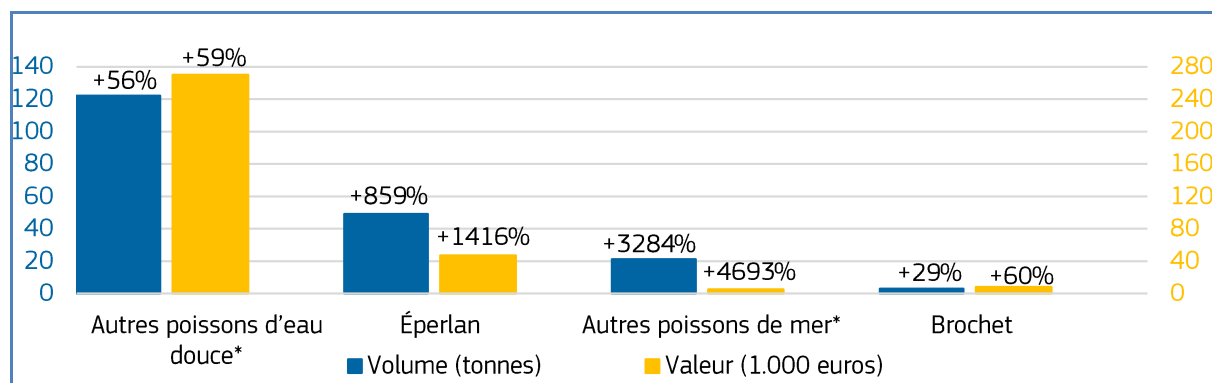 +59%
140 +56% 280
120 240
100 200
80 160
60 +859% 120
40 +1416% +3284% 80
20 +4693% +29% +60% 40
0 0
Autres poissons d’eau Éperlan Autres poissons de mer* Brochet
douce*
Volume (tonnes) Valeur (1.000 euros)